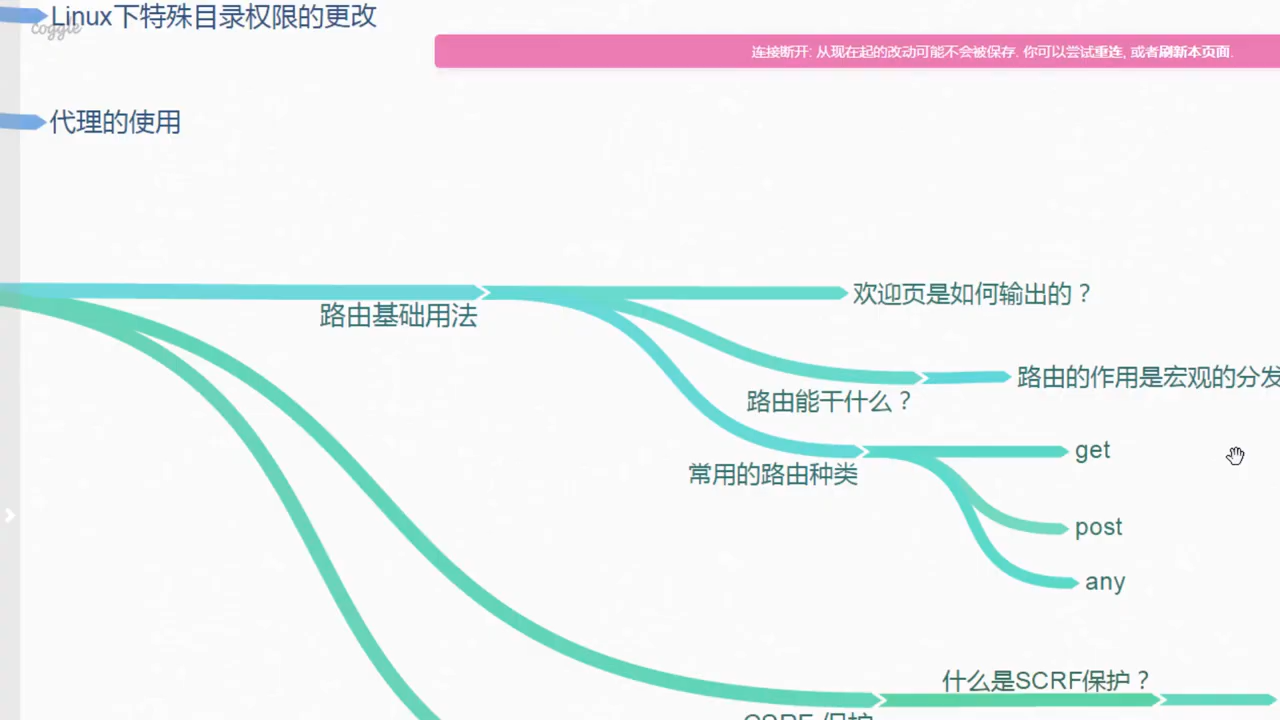 Linux下特殊目录权限的更改
coggle
连接断开: 从现在起的改动可能不会被保存. 你可以尝试重连, 或者刷新本页面.
代理的使用
欢迎页是如何输出的？
路由基础用法
路由的作用是宏观的分发
路由能干什么？
get
常用的路由种类
post
any
什么是SCRF保护？
CSRF 保护